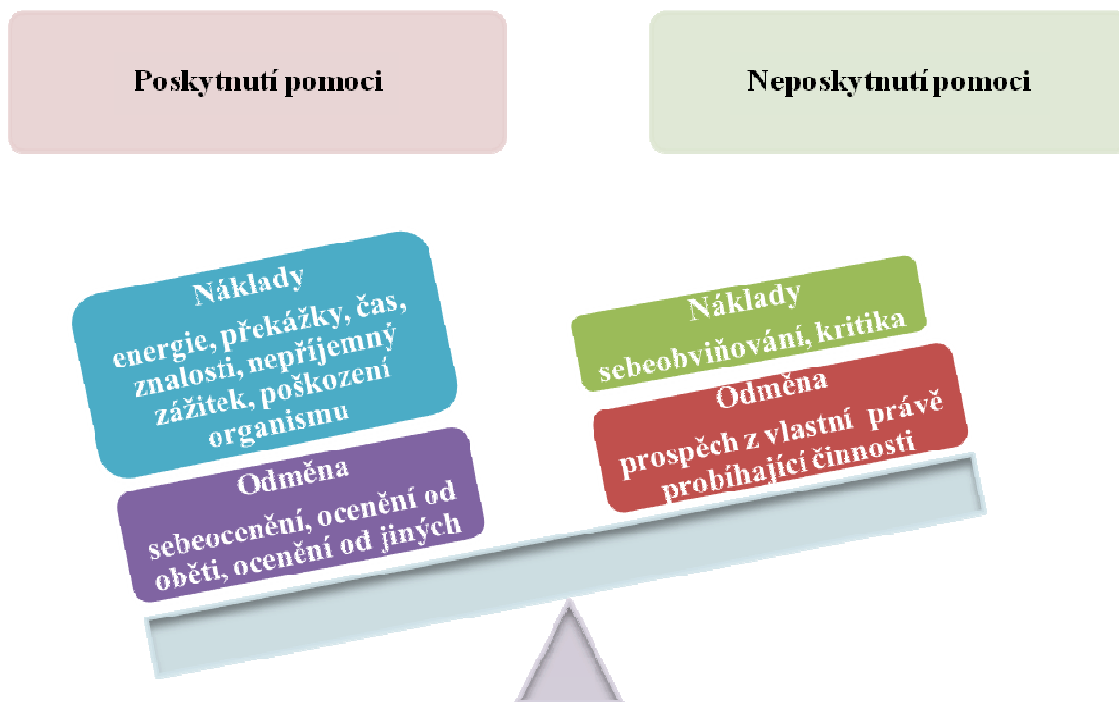 Poskytnutí pomoci
Neposkytnutí pomoci
Náklady
energie, překážky, čas,
znalosti, nepříjemný
zážitek, poškození
organismu
Odměna
sebeocenění, ocenění od
oběti, ocenění od jiných
Náklady
sebeobviňování, kritika
Odměna
prospěch z vlastní právě
probíhající činnosti